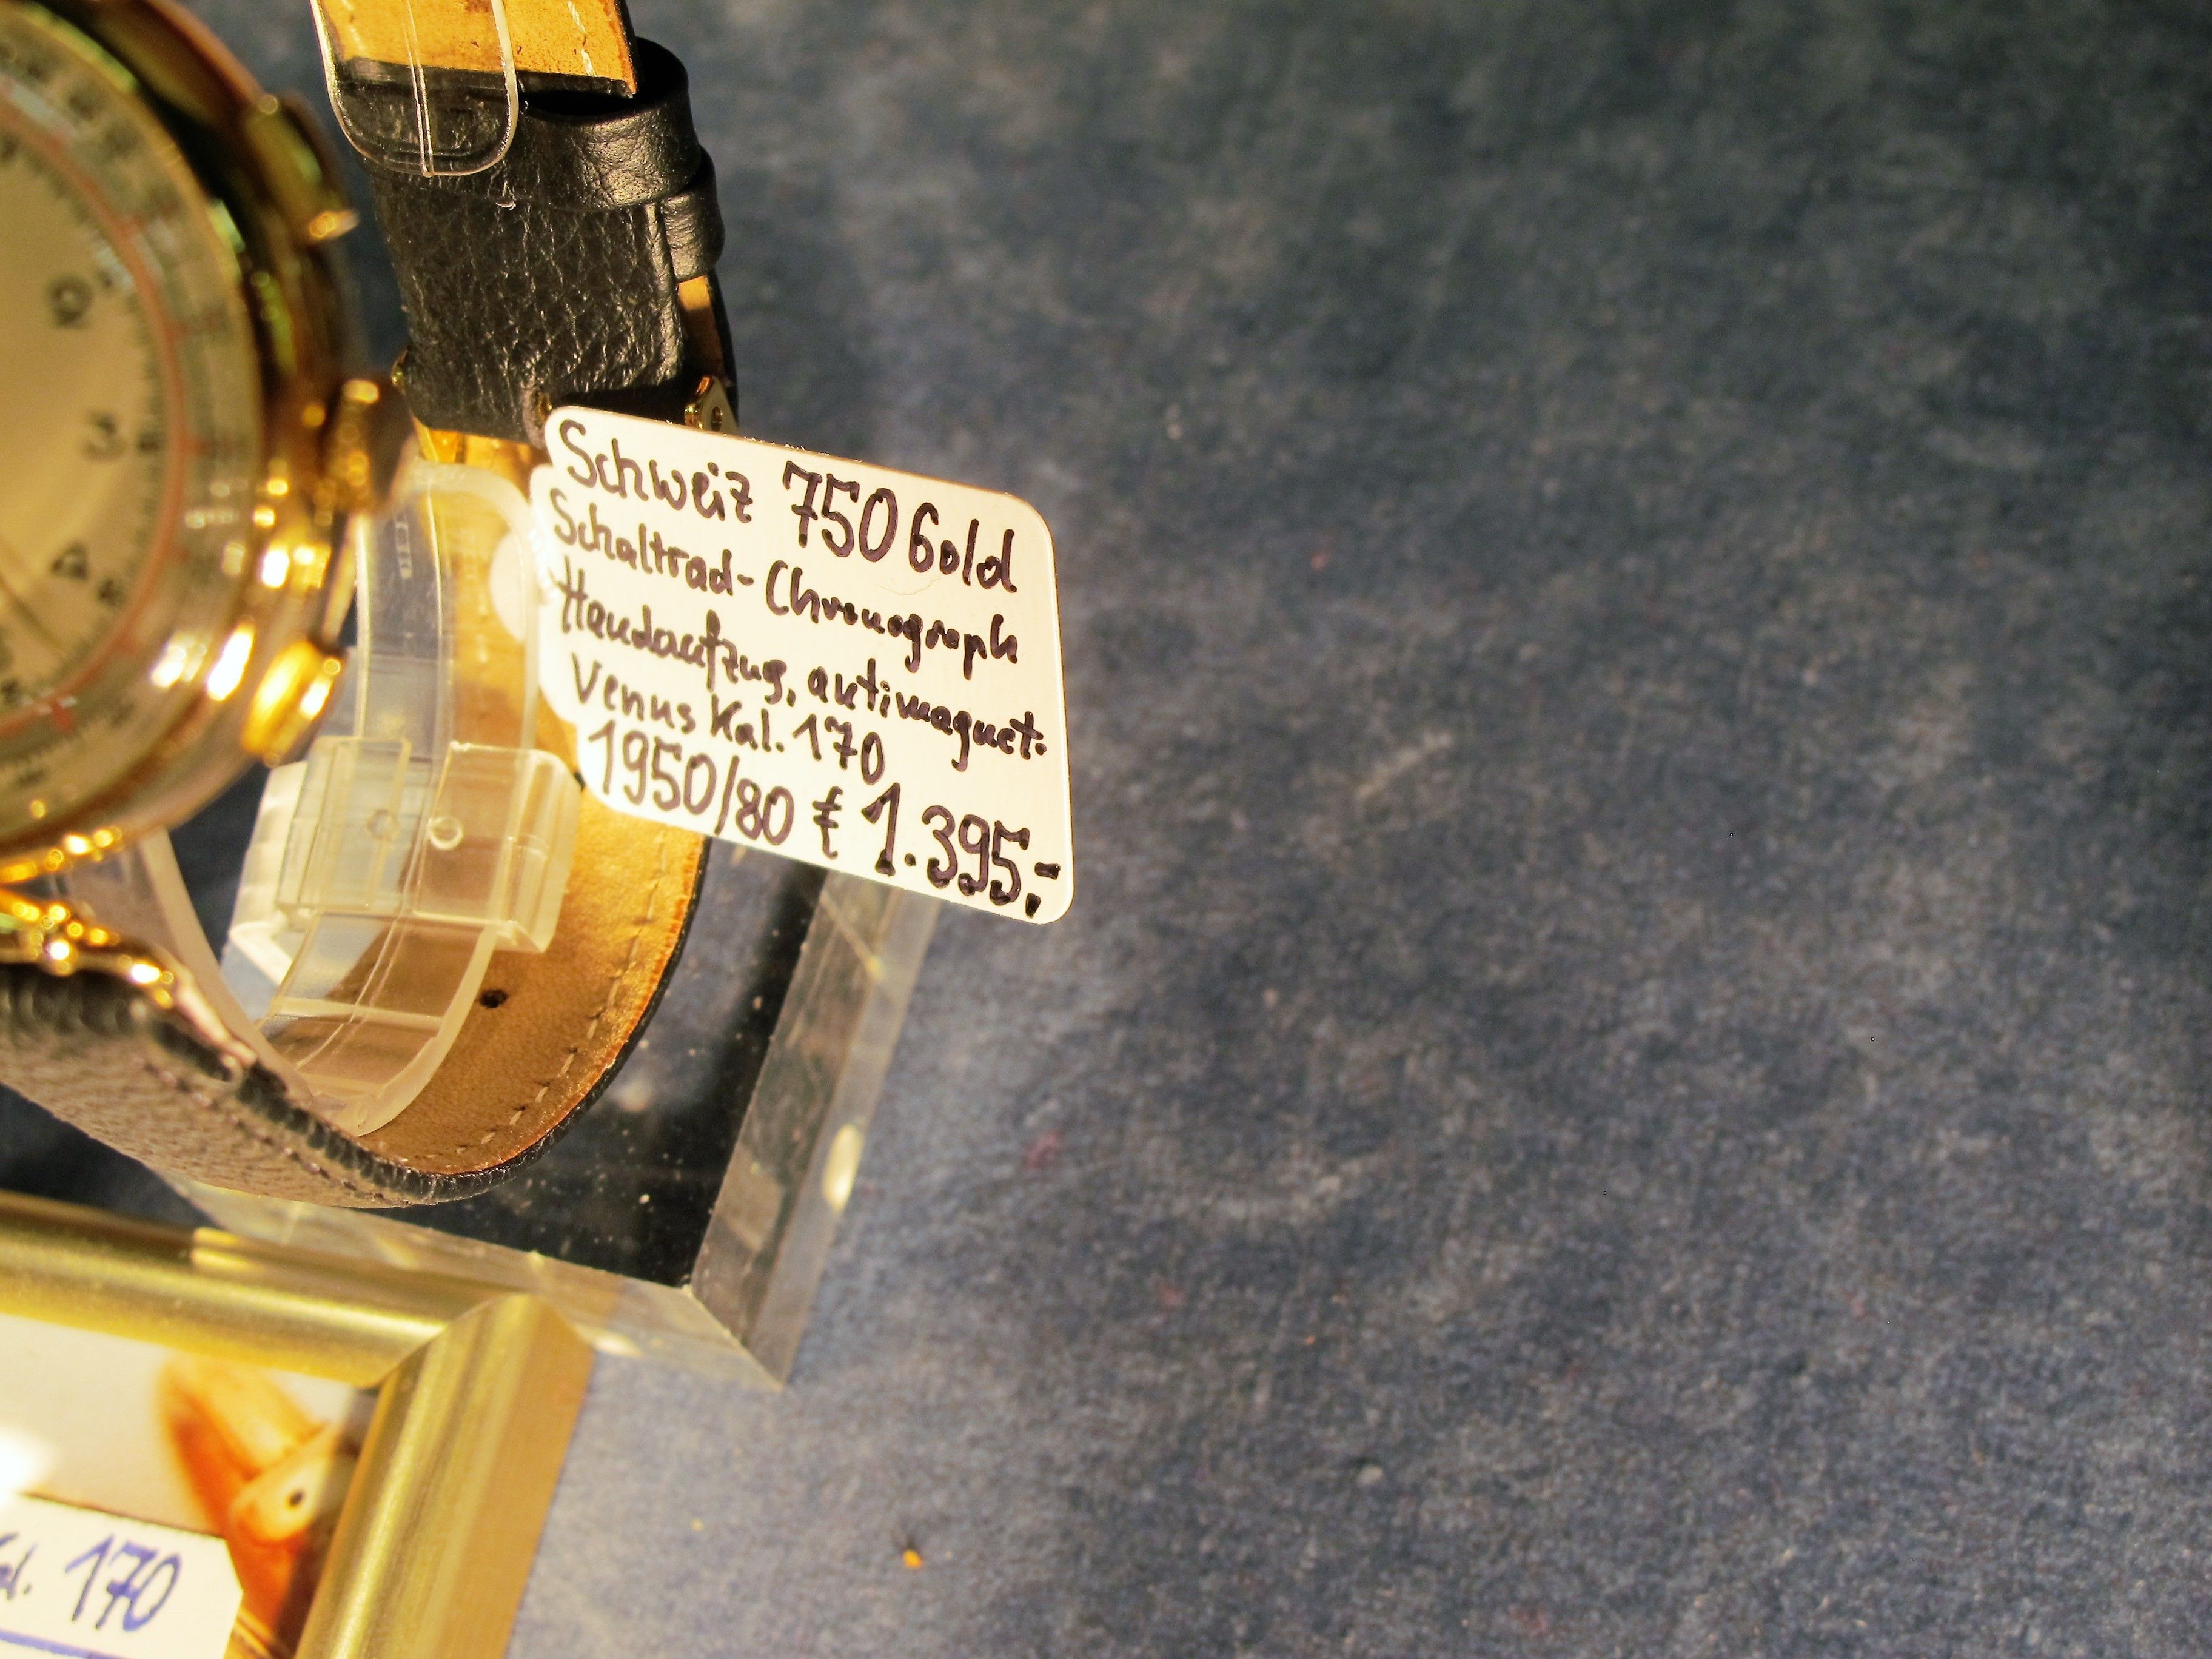 Schweiz 750 Gold
Schaltrad-Chronograph
Handaufzug, antimagnet.
Venus Kal. 170
1950/80 € 1.395,-
170